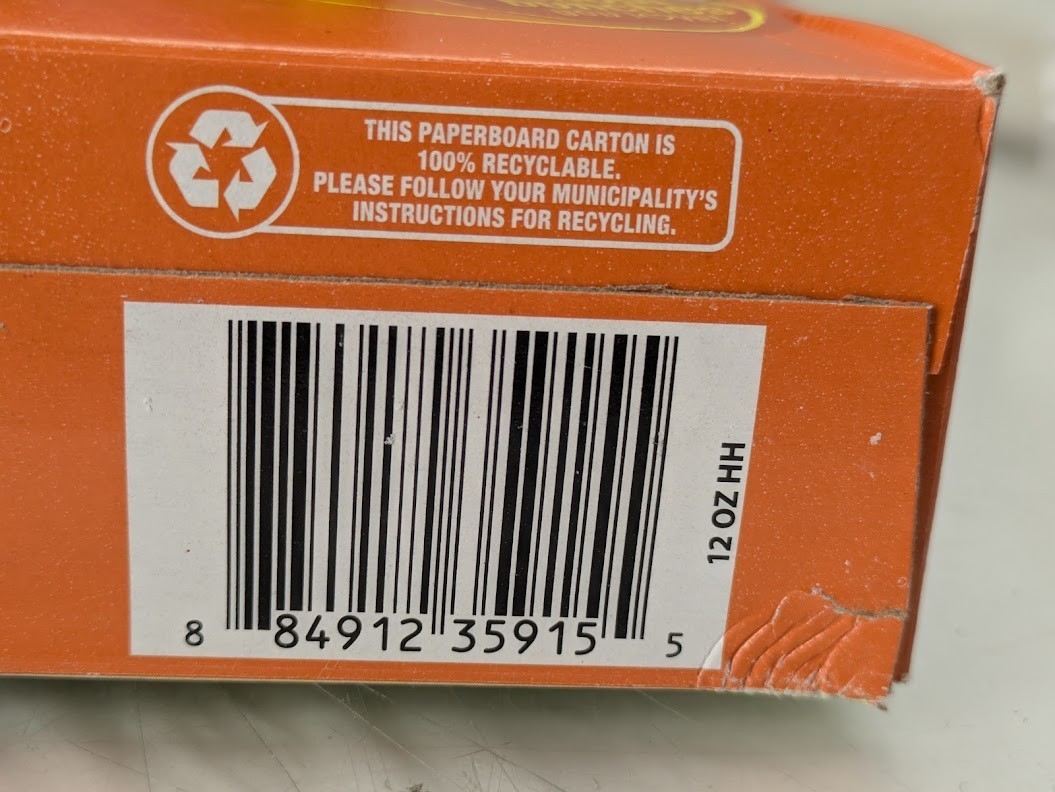 THIS PAPERBOARD CARTON IS
100% RECYCLABLE.
PLEASE FOLLOW YOUR MUNICIPALITY'S
INSTRUCTIONS FOR RECYCLING.
12 OZ HH
8 84912 35915 5